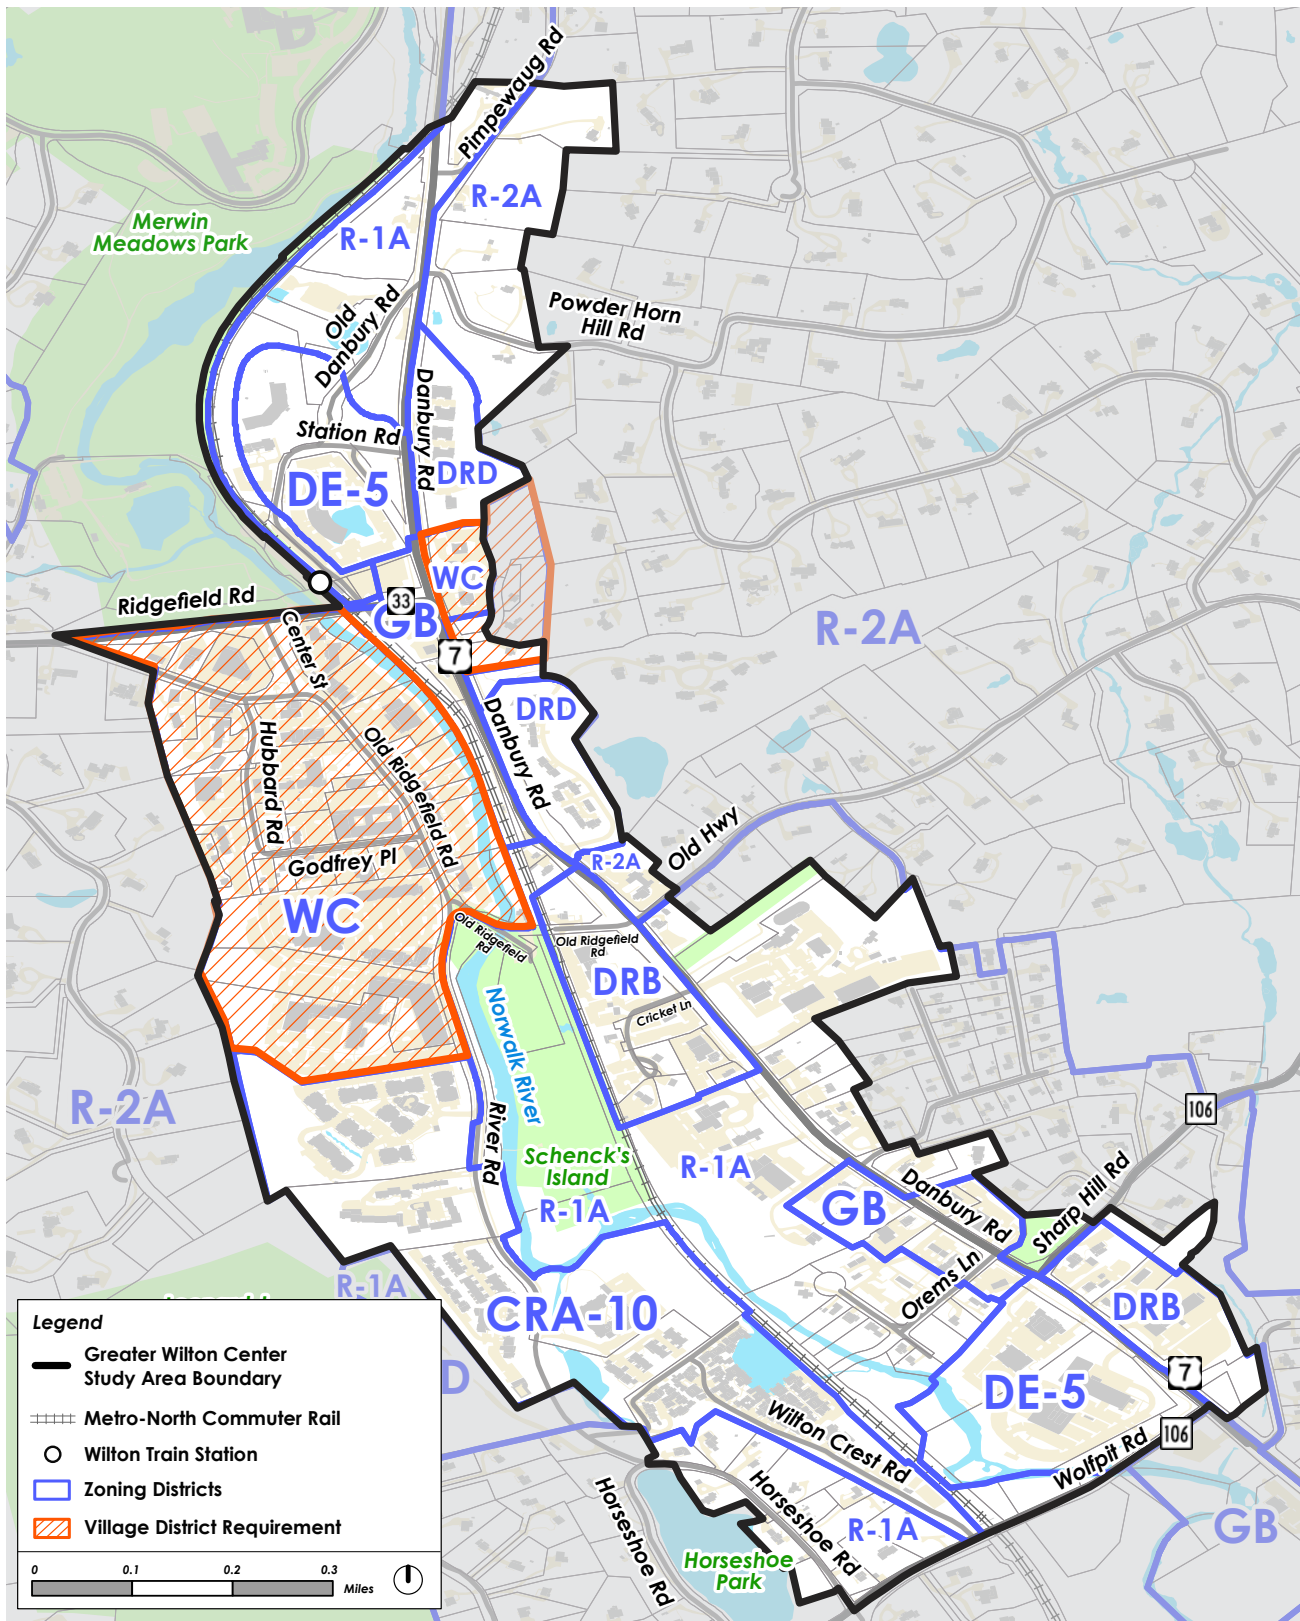 Pimpewaug Rd
R-2A
Merwin
Meadows Park
R-1A
Old
Danbury Rd
Powder Horn
Hill Rd
Danbury Rd
Station Rd
DRD
DE-5
WC
Ridgefield Rd
33
GB
Center St
7
R-2A
DRD
Danbury Rd
Hubbard Rd
Old Ridgefield Rd
Old Hwy
Godfrey Pl
R-2A
WC
Old Ridgefield
Rd
Old Ridgefield
Rd
DRB
Norwalk River
Cricket Ln
R-2A
106
River Rd
Schenck's
Island
R-1A
R-1A
GB
Danbury Rd
Sharp Hill Rd
Orems Ln
R-1A
CRA-10
DRB
D
7
DE-5
106
Wilton Crest Rd
Wolfpit Rd
Horseshoe Rd
Horseshoe Rd
R-1A
GB
Horseshoe
Park
Legend
Greater Wilton Center
Study Area Boundary
Metro-North Commuter Rail
Wilton Train Station
Zoning Districts
Village District Requirement
0 0.1 0.2 0.3
Miles